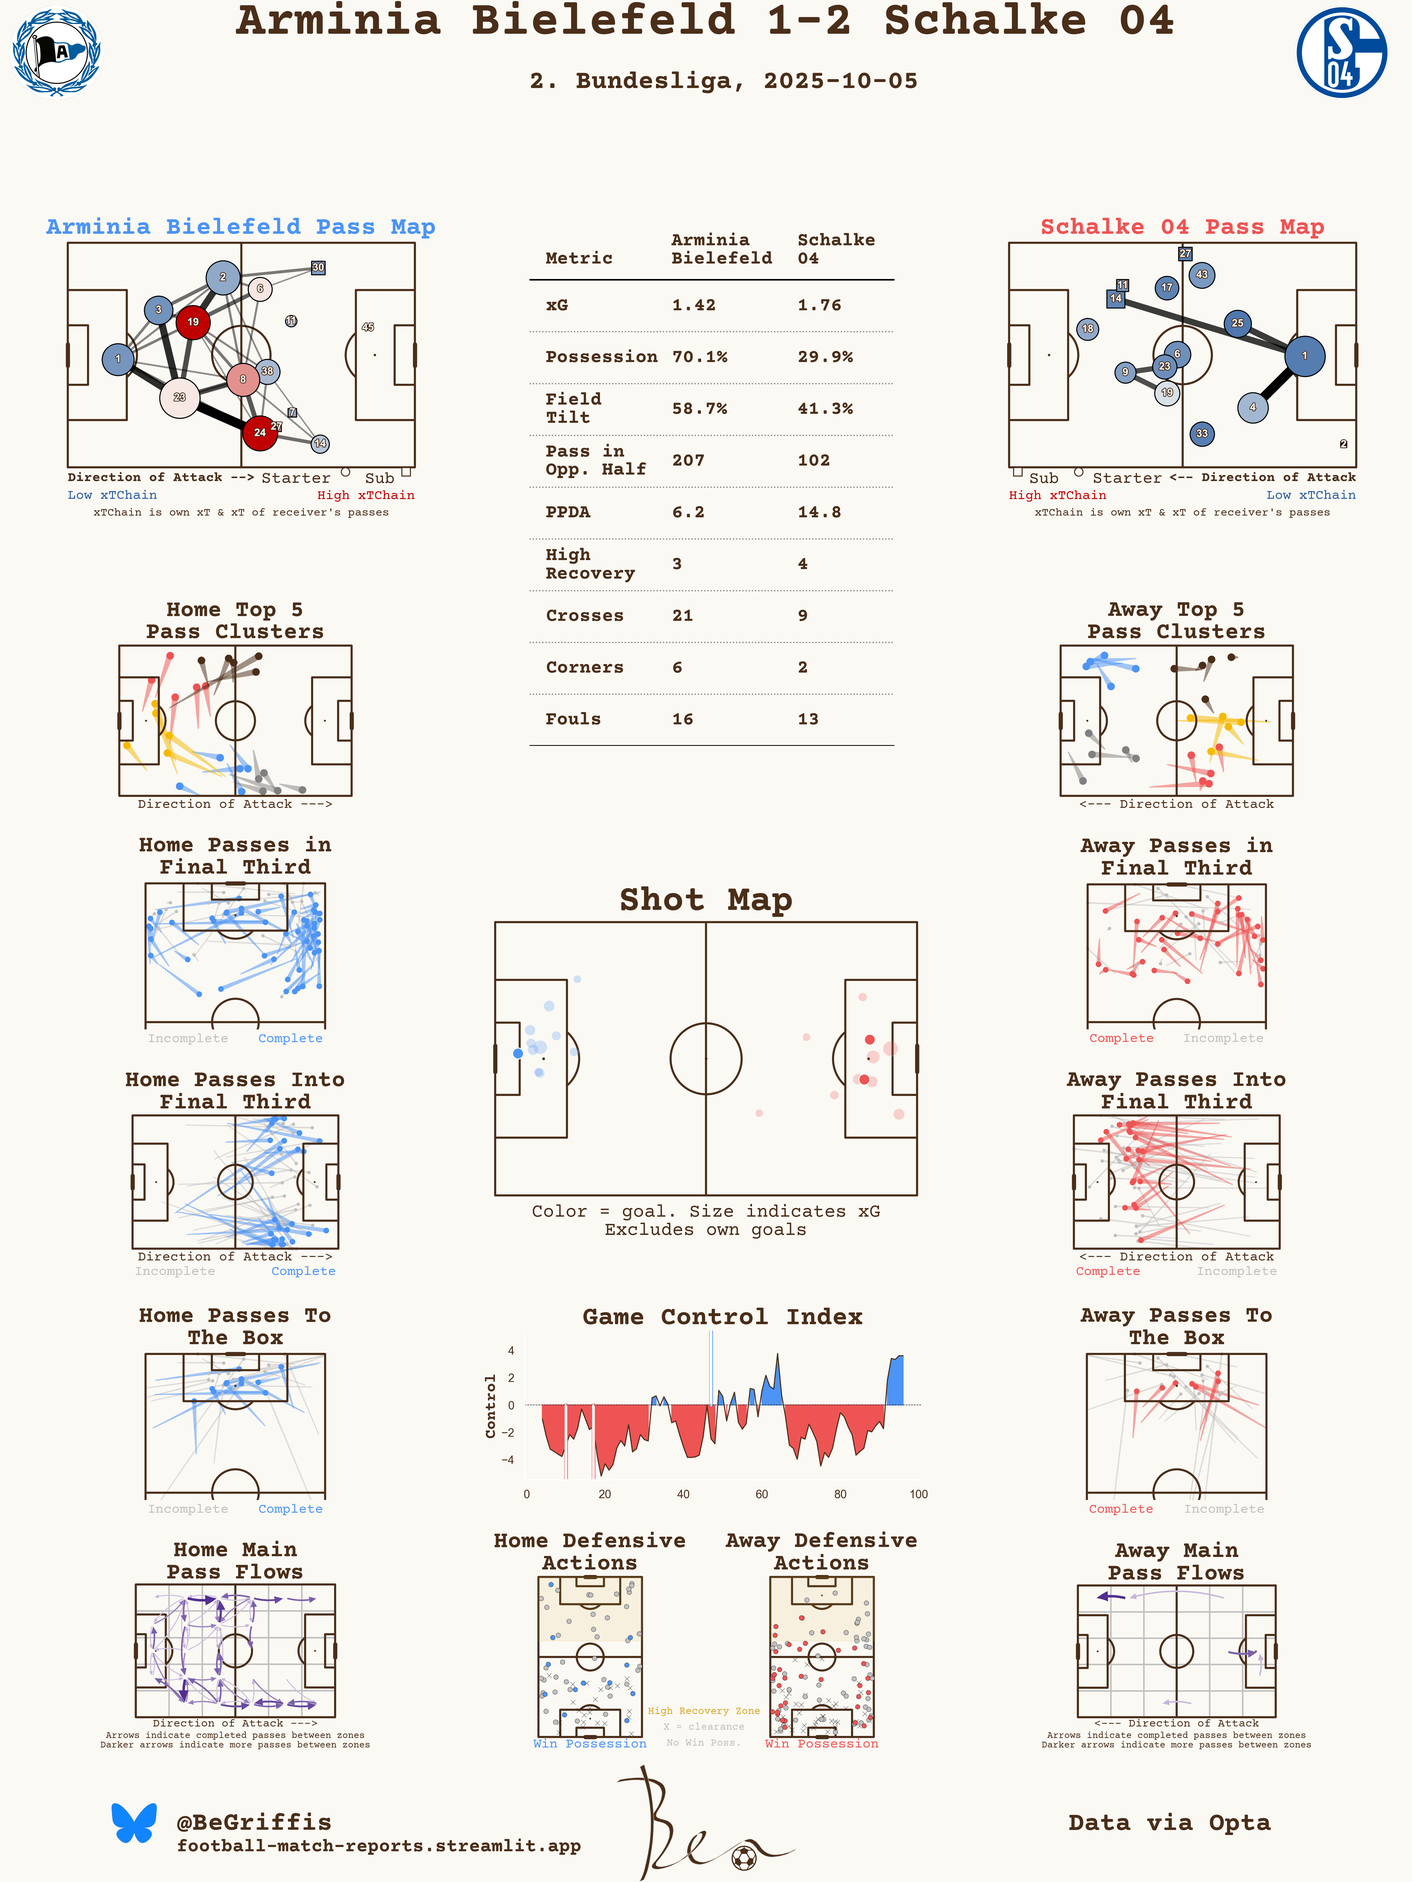 Arminia Bielefeld 1-2 Schalke 04
2. Bundesliga, 2025-10-05
A
S
04
Arminia Bielefeld Pass Map
30
2
6
3
19
11
45
1
38
8
23
7
27
24
14
Direction of Attack --> Starter Sub
Low xTChain High xTChain
xTChain is own xT & xT of receiver's passes
Metric Arminia Bielefeld Schalke 04
xG 1.42 1.76
Possession 70.1% 29.9%
Field Tilt 58.7% 41.3%
Pass in Opp. Half 207 102
PPDA 6.2 14.8
High Recovery 3 4
Crosses 21 9
Corners 6 2
Fouls 16 13
Schalke 04 Pass Map
27
43
11
17
14
25
18
6
1
23
9
19
4
33
2
Sub Starter <-- Direction of Attack
High xTChain Low xTChain
xTChain is own xT & xT of receiver's passes
Home Top 5
Pass Clusters
Direction of Attack --->
Away Top 5
Pass Clusters
<--- Direction of Attack
Home Passes in
Final Third
Incomplete Complete
Away Passes in
Final Third
Complete Incomplete
Shot Map
Color = goal. Size indicates xG
Excludes own goals
Home Passes Into
Final Third
Direction of Attack --->
Incomplete Complete
Away Passes Into
Final Third
<--- Direction of Attack
Complete Incomplete
Home Passes To
The Box
Incomplete Complete
Game Control Index
Control
4
2
0
−2
−4
0 20 40 60 80 100
Away Passes To
The Box
Complete Incomplete
Home Main
Pass Flows
Direction of Attack --->
Arrows indicate completed passes between zones
Darker arrows indicate more passes between zones
Home Defensive
Actions
Win Possession
High Recovery Zone
X = clearance
No Win Poss.
Away Defensive
Actions
Win Possession
Away Main
Pass Flows
<--- Direction of Attack
Arrows indicate completed passes between zones
Darker arrows indicate more passes between zones
@BeGriffis
football-match-reports.streamlit.app
Ben
Data via Opta